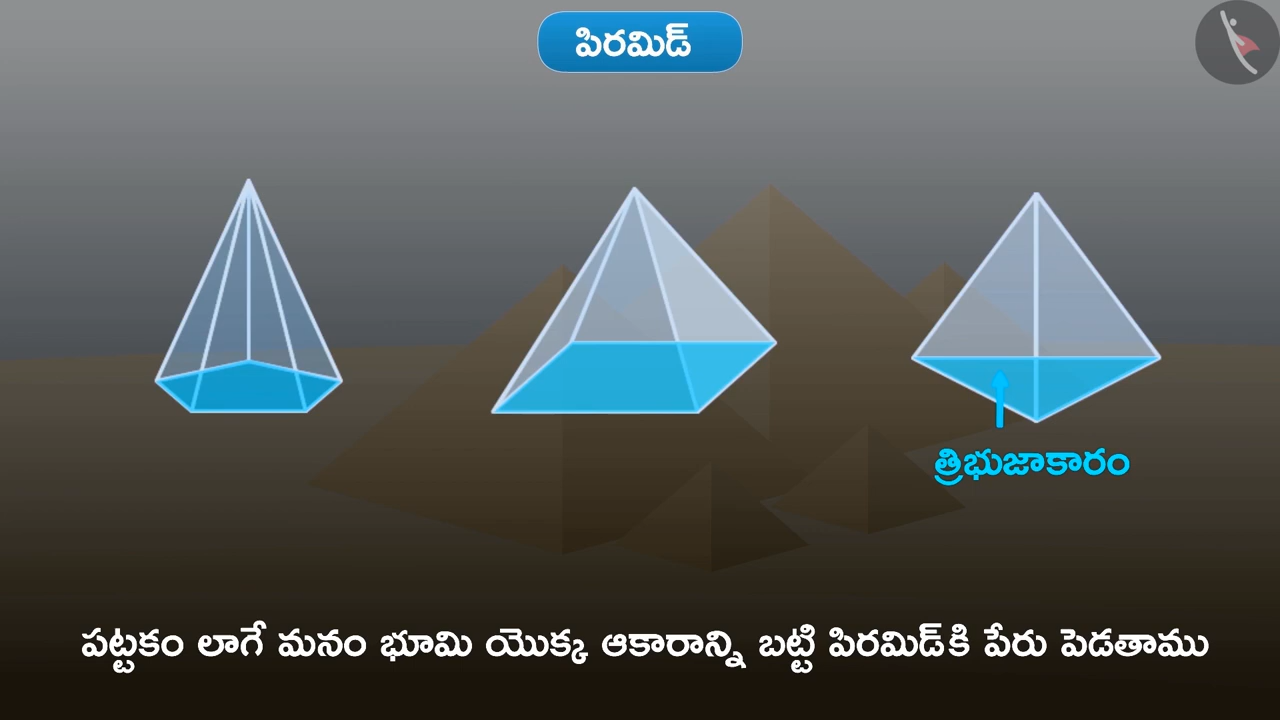 పిరమిడ్
త్రిభుజాకారం
పట్టకం లాగే మనం భూమి యొక్క ఆకారాన్ని బట్టి పిరమిడ్‌కి పేరు పెడతాము